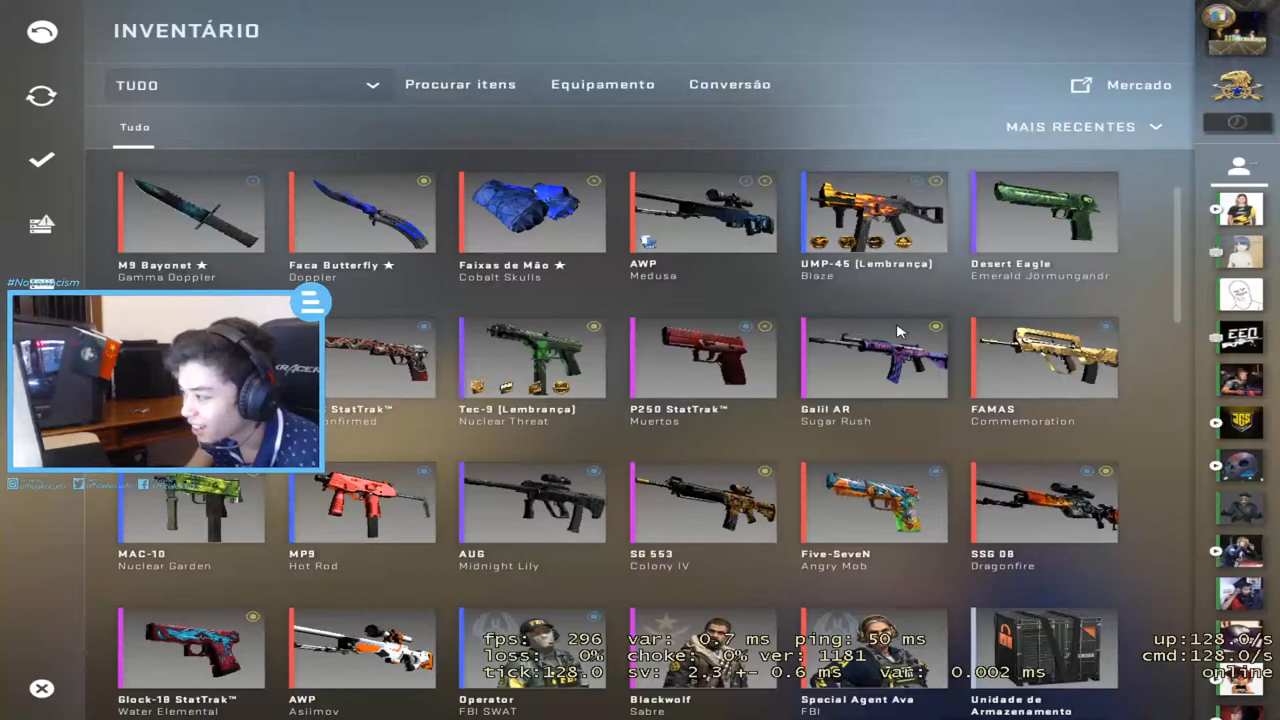 INVENTÁRIO
TUDO
Procurar itens
Equipamento
Conversão
Mercado
Tudo
MAIS RECENTES
M9 Bayonet ★
Gamma Doppler
Faca Butterfly ★
Doppler
Faixas de Mão ★
Cobalt Skulls
AWP
Medusa
UMP-45 (Lembrança)
Blaze
Desert Eagle
Emerald Jörmungandr
StatTrak™
Tec-9 (Lembrança)
Nuclear Threat
P250 StatTrak™
Muertos
Galil AR
Sugar Rush
FAMAS
Commemoration
MAC-10
Nuclear Garden
MP9
Hot Rod
AUG
Midnight Lily
SG 553
Colony IV
Five-SeveN
Angry Mob
SSG 08
Dragonfire
Glock-18 StatTrak™
Water Elemental
AWP
Asiimov
Operator
FBI SWAT
Blackwolf
Sabre
Special Agent Ava
FBI
Unidade de
Armazenamento
fps: 296 var: 0.7 ms ping: 50 ms
loss: 0% choke: 0% ver: 1181
tick:128.0 sv: 2.3 +- 0.6 ms var: 0.002 ms
up:128.0/s
cmd:128.0/s
online